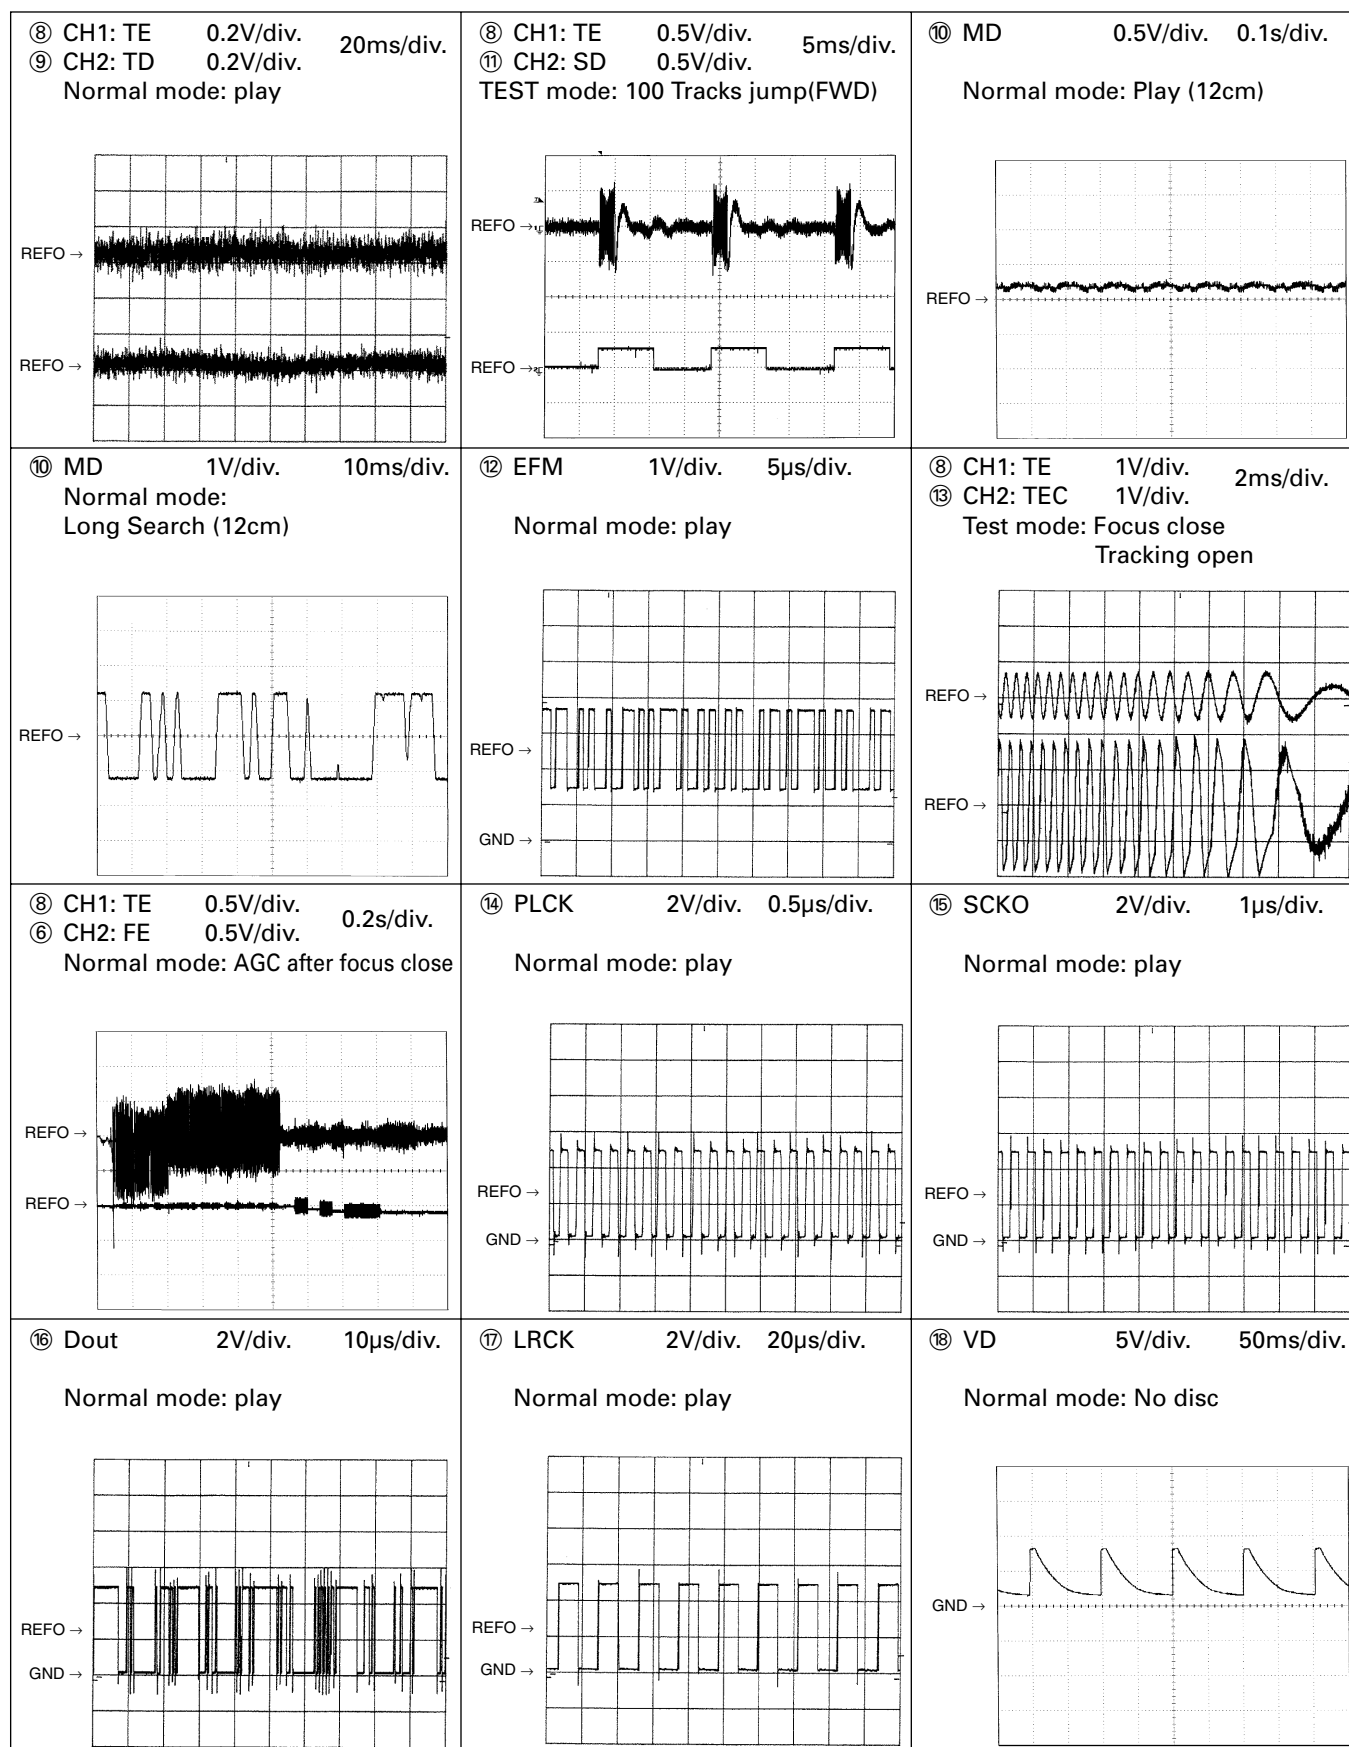 ⑧ CH1: TE 0.2V/div. 20ms/div.
⑨ CH2: TD 0.2V/div.
Normal mode: play
REFO →
REFO →
⑧ CH1: TE 0.5V/div. 5ms/div.
⑪ CH2: SD 0.5V/div.
TEST mode: 100 Tracks jump(FWD)
REFO →
REFO →
⑩ MD 0.5V/div. 0.1s/div.
Normal mode: Play (12cm)
REFO →
⑩ MD 1V/div. 10ms/div.
Normal mode:
Long Search (12cm)
REFO →
⑫ EFM 1V/div. 5µs/div.
Normal mode: play
REFO →
GND →
⑧ CH1: TE 1V/div. 2ms/div.
⑬ CH2: TEC 1V/div.
Test mode: Focus close
Tracking open
REFO →
REFO →
⑧ CH1: TE 0.5V/div. 0.2s/div.
⑥ CH2: FE 0.5V/div.
Normal mode: AGC after focus close
REFO →
REFO →
⑭ PLCK 2V/div. 0.5µs/div.
Normal mode: play
REFO →
GND →
⑮ SCKO 2V/div. 1µs/div.
Normal mode: play
REFO →
GND →
⑯ Dout 2V/div. 10µs/div.
Normal mode: play
REFO →
GND →
⑰ LRCK 2V/div. 20µs/div.
Normal mode: play
REFO →
GND →
⑱ VD 5V/div. 50ms/div.
Normal mode: No disc
GND →